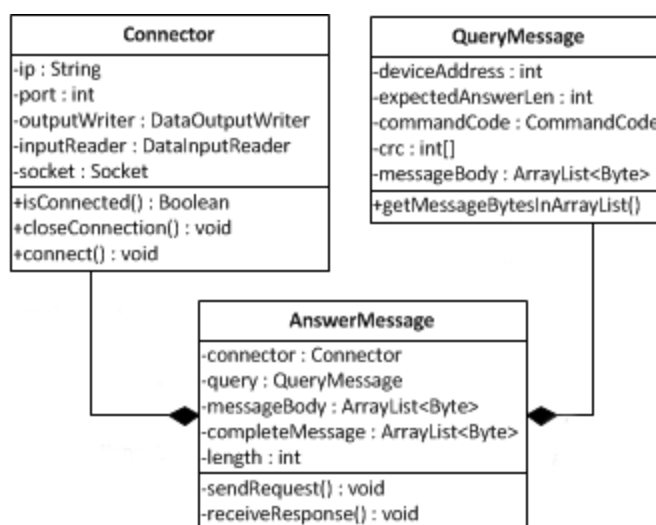 Connector
-ip : String
-port : int
-outputWriter : DataOutputWriter
-inputReader : DataInputReader
-socket : Socket
+isConnected() : Boolean
+closeConnection() : void
+connect() : void
QueryMessage
-deviceAddress : int
-expectedAnswerLen : int
-commandCode : CommandCode
-crc : int[]
-messageBody : ArrayList<Byte>
+getMessageBytesInArrayList()
AnswerMessage
-connector : Connector
-query : QueryMessage
-messageBody : ArrayList<Byte>
-completeMessage : ArrayList<Byte>
-length : int
-sendRequest() : void
-receiveResponse() : void